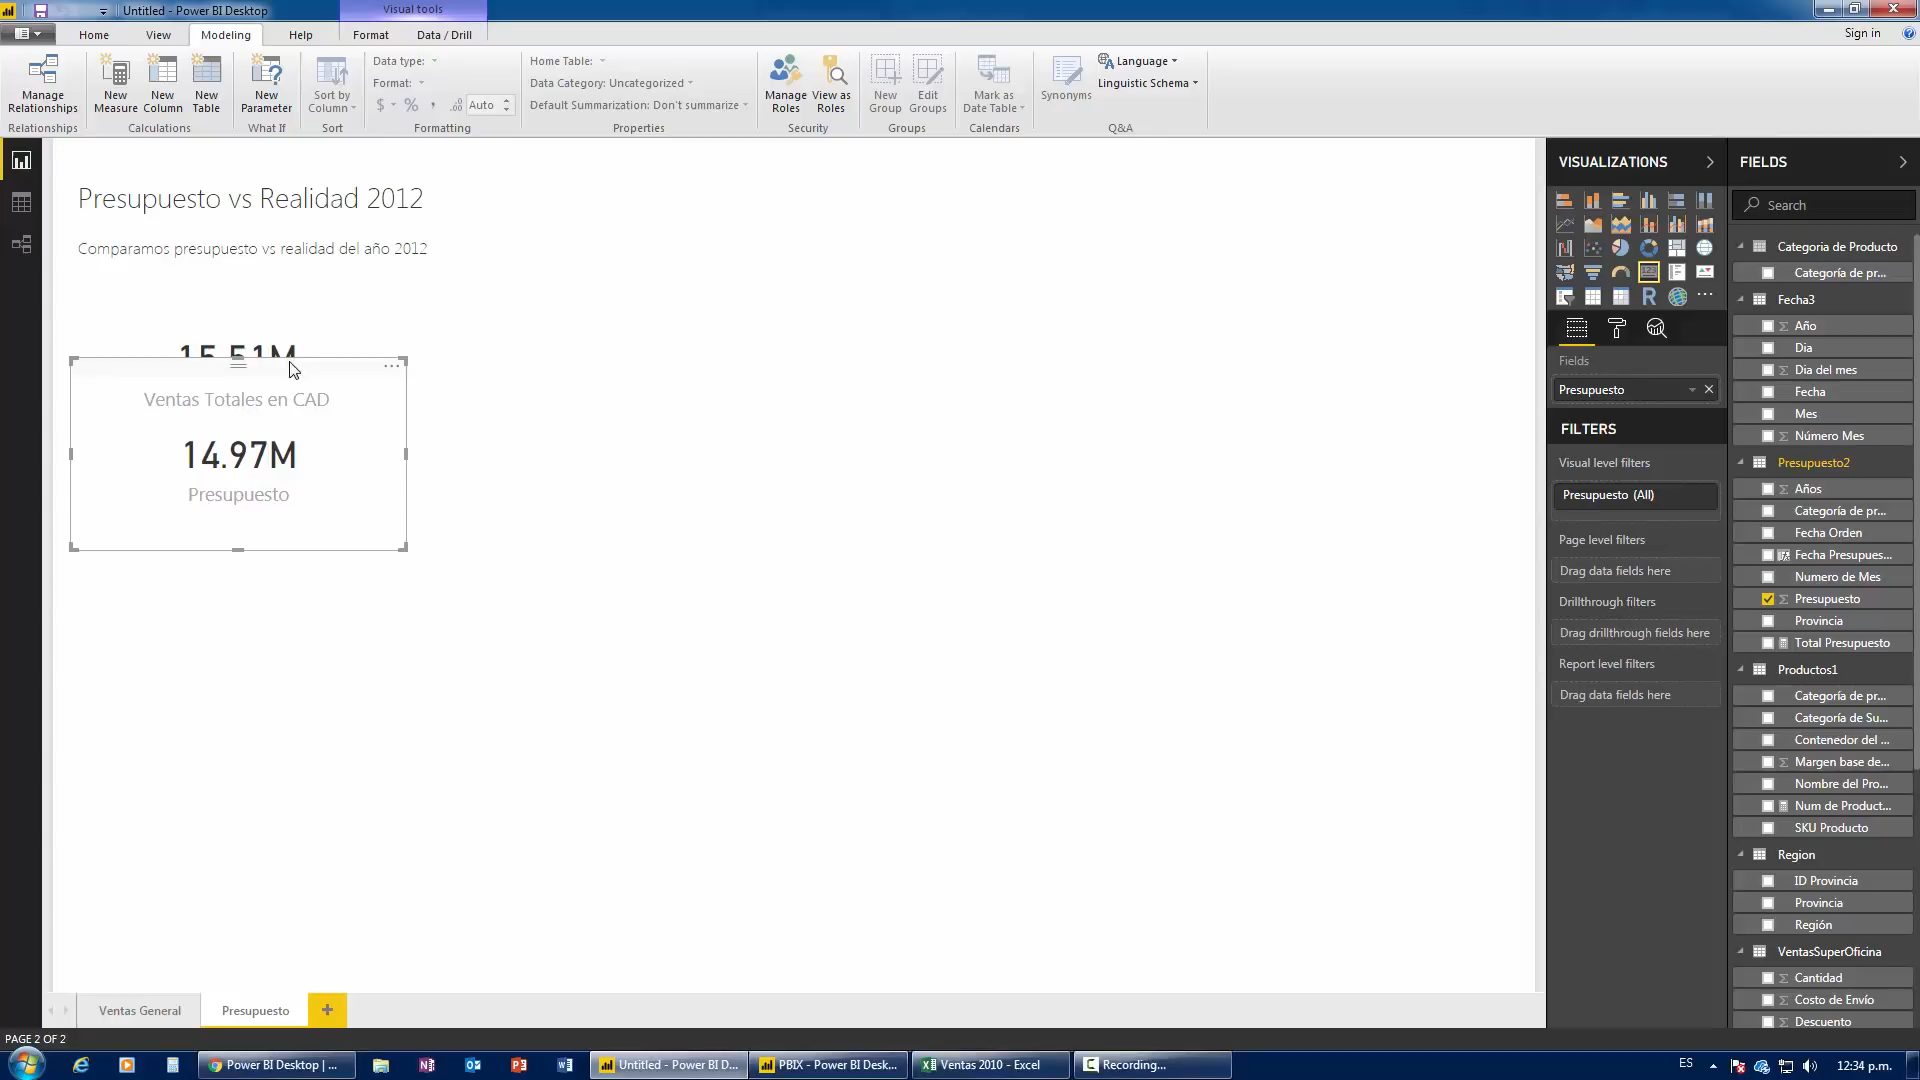 Untitled - Power BI Desktop
Visual tools
Home
View
Modeling
Help
Format
Data / Drill
Sign in
Manage Relationships
New Measure
New Column
New Table
New Parameter
Sort by Column
Data type:
Format:
$ % , Auto
Home Table:
Data Category: Uncategorized
Default Summarization: Don't summarize
Manage Roles
View as Roles
New Group
Edit Groups
Mark as Date Table
Synonyms
Language
Linguistic Schema
Relationships
Calculations
What If
Sort
Formatting
Properties
Security
Groups
Calendars
Q&A
Presupuesto vs Realidad 2012
Comparamos presupuesto vs realidad del año 2012
15.51M
Ventas Totales en CAD
14.97M
Presupuesto
VISUALIZATIONS
R
Fields
Presupuesto
FILTERS
Visual level filters
Presupuesto (All)
Page level filters
Drag data fields here
Drillthrough filters
Drag drillthrough fields here
Report level filters
Drag data fields here
FIELDS
Search
Categoria de Producto
Categoría de pr...
Fecha3
Año
Dia
Dia del mes
Fecha
Mes
Número Mes
Presupuesto2
Años
Categoría de pr...
Fecha Orden
Fecha Presupues...
Numero de Mes
Presupuesto
Provincia
Total Presupuesto
Productos1
Categoría de pr...
Categoría de Su...
Contenedor del ...
Margen base de...
Nombre del Pro...
Num de Product...
SKU Producto
Region
ID Provincia
Provincia
Región
VentasSuperOficina
Cantidad
Costo de Envío
Descuento
Ventas General
Presupuesto
+
PAGE 2 OF 2
Power BI Desktop | ...
Untitled - Power BI D...
PBIX - Power BI Desk...
Ventas 2010 - Excel
Recording...
ES
12:34 p.m.